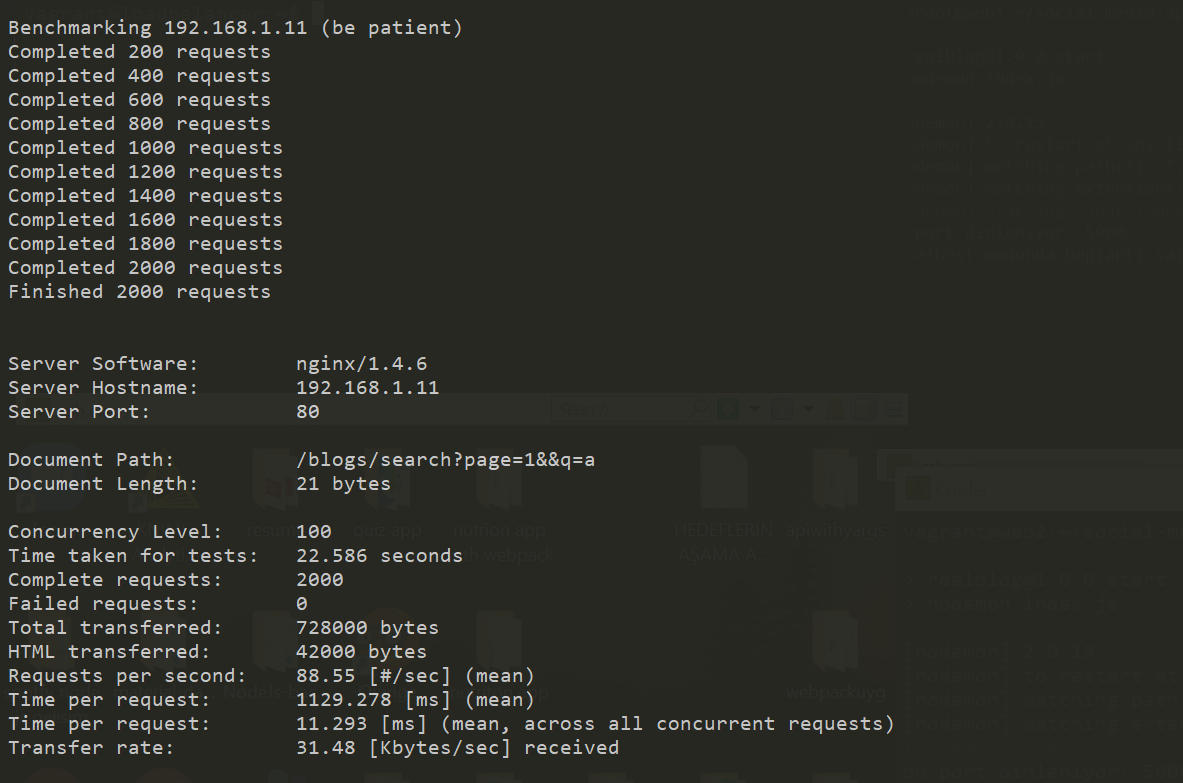 Benchmarking 192.168.1.11 (be patient)
Completed 200 requests
Completed 400 requests
Completed 600 requests
Completed 800 requests
Completed 1000 requests
Completed 1200 requests
Completed 1400 requests
Completed 1600 requests
Completed 1800 requests
Completed 2000 requests
Finished 2000 requests
Server Software: nginx/1.4.6
Server Hostname: 192.168.1.11
Server Port: 80
Document Path: /blogs/search?page=1&&q=a
Document Length: 21 bytes
Concurrency Level: 100
Time taken for tests: 22.586 seconds
Complete requests: 2000
Failed requests: 0
Total transferred: 728000 bytes
HTML transferred: 42000 bytes
Requests per second: 88.55 [#/sec] (mean)
Time per request: 1129.278 [ms] (mean)
Time per request: 11.293 [ms] (mean, across all concurrent requests)
Transfer rate: 31.48 [Kbytes/sec] received
Search
quiz app
HEDEFLERIN
apiwithyargs
webpackuyg